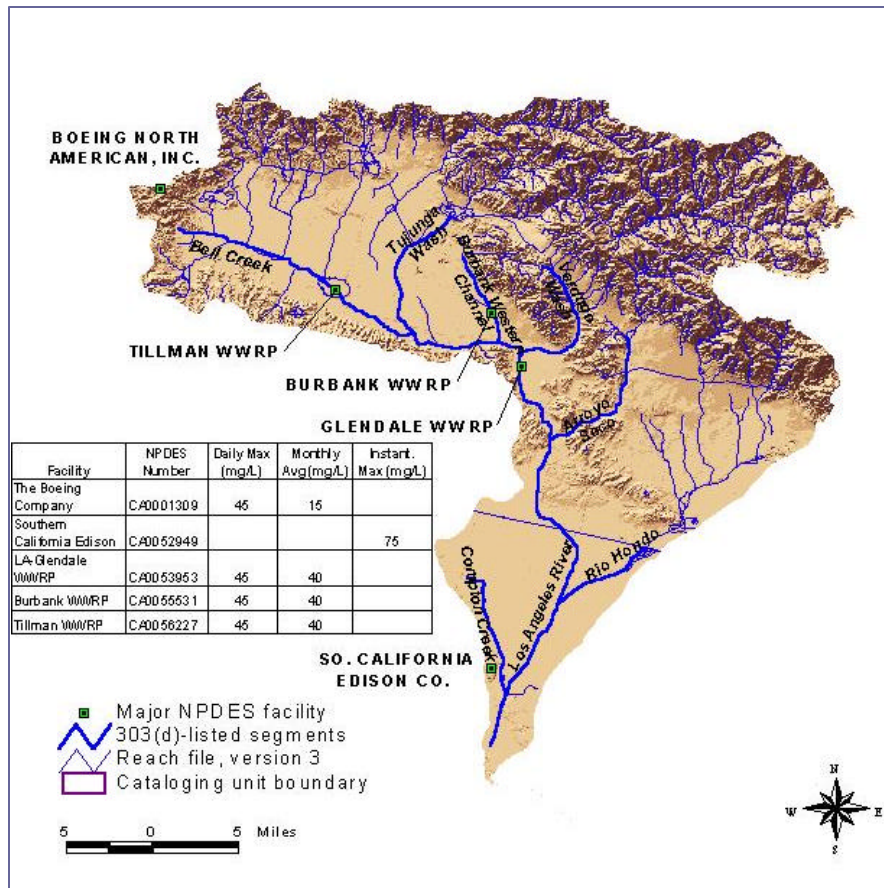 BOEING NORTH
AMERICAN, INC.
Bell Creek
Tujunga
Wash
Burbank Western
Channel
Verdugo
Wash
TILLMAN WWRP
BURBANK WWRP
GLENDALE WWRP
Arroyo
Seco
Facility NPDES Number Daily Max (mg/L) Monthly Avg(mg/L) Instant. Max (mg/L)
The Boeing Company CA0001309 45 15
Southern California Edison CA0052949 75
LA-Glendale WWRP CA0053953 45 40
Burbank WWRP CA0055531 45 40
Tillman WWRP CA0056227 45 40
Compton Creek
Los Angeles River
Rio Hondo
SO. CALIFORNIA
EDISON CO.
Major NPDES facility
303(d)-listed segments
Reach file, version 3
Cataloging unit boundary
5 0 5 Miles
N
W E
S